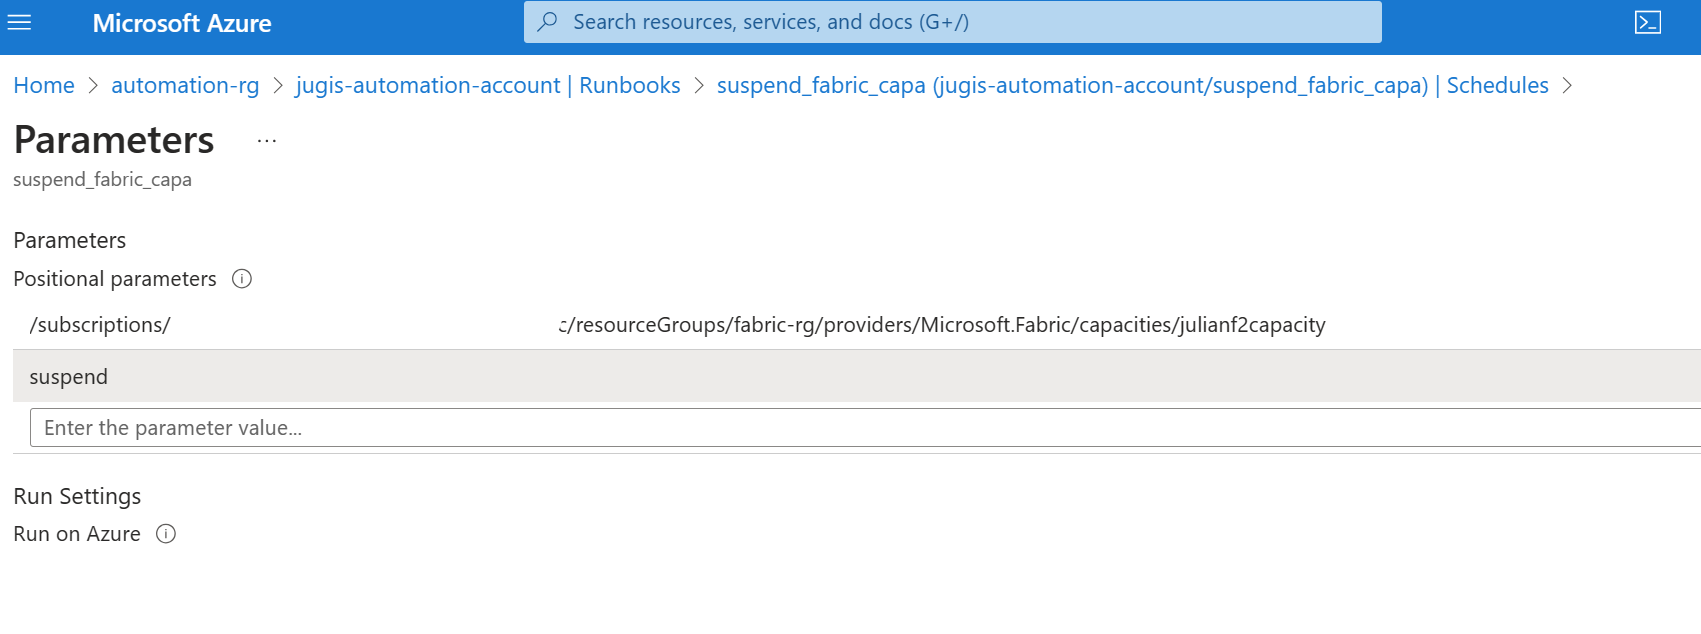 Microsoft Azure
Search resources, services, and docs (G+/)
Home > automation-rg > jugis-automation-account | Runbooks > suspend_fabric_capa (jugis-automation-account/suspend_fabric_capa) | Schedules >
Parameters ...
suspend_fabric_capa
Parameters
Positional parameters
/subscriptions/ c/resourceGroups/fabric-rg/providers/Microsoft.Fabric/capacities/julianf2capacity
suspend
Enter the parameter value...
Run Settings
Run on Azure